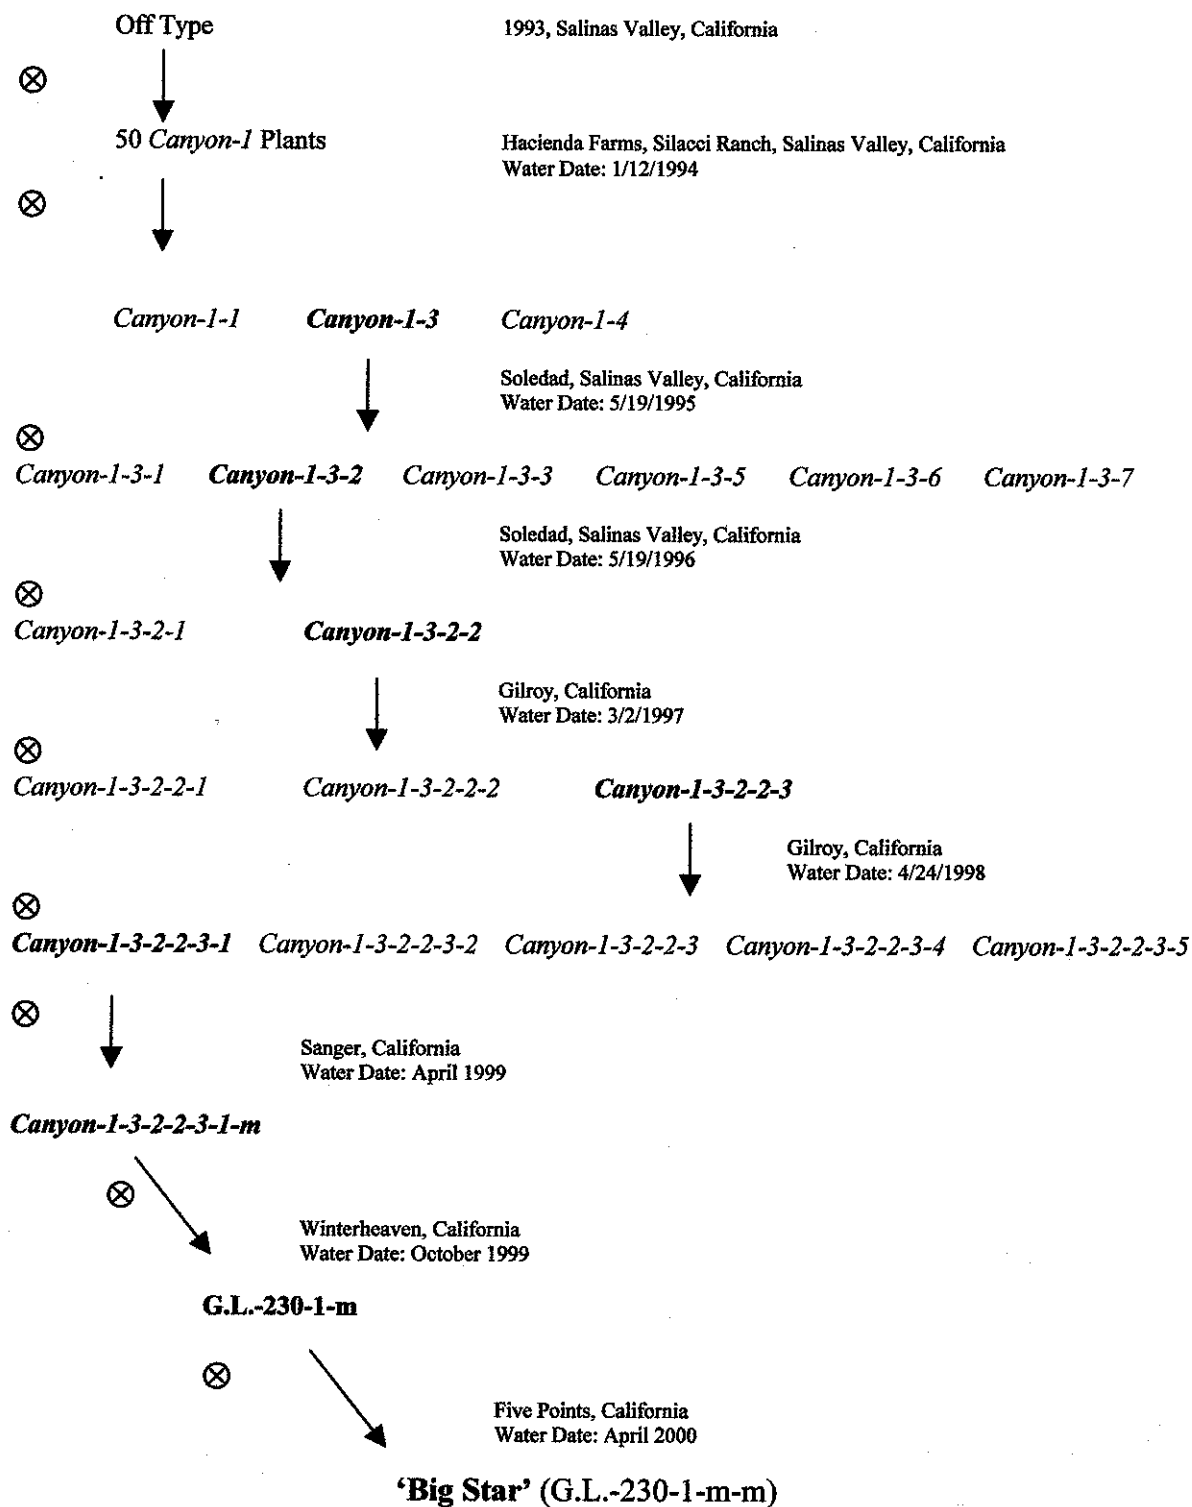 Off Type
1993, Salinas Valley, California
50 Canyon-1 Plants
Hacienda Farms, Silacci Ranch, Salinas Valley, California
Water Date: 1/12/1994
Canyon-1-1 Canyon-1-3 Canyon-1-4
Soledad, Salinas Valley, California
Water Date: 5/19/1995
Canyon-1-3-1 Canyon-1-3-2 Canyon-1-3-3 Canyon-1-3-5 Canyon-1-3-6 Canyon-1-3-7
Soledad, Salinas Valley, California
Water Date: 5/19/1996
Canyon-1-3-2-1 Canyon-1-3-2-2
Gilroy, California
Water Date: 3/2/1997
Canyon-1-3-2-2-1 Canyon-1-3-2-2-2 Canyon-1-3-2-2-3
Gilroy, California
Water Date: 4/24/1998
Canyon-1-3-2-2-3-1 Canyon-1-3-2-2-3-2 Canyon-1-3-2-2-3 Canyon-1-3-2-2-3-4 Canyon-1-3-2-2-3-5
Sanger, California
Water Date: April 1999
Canyon-1-3-2-2-3-1-m
Winterheaven, California
Water Date: October 1999
G.L.-230-1-m
Five Points, California
Water Date: April 2000
‘Big Star’ (G.L.-230-1-m-m)